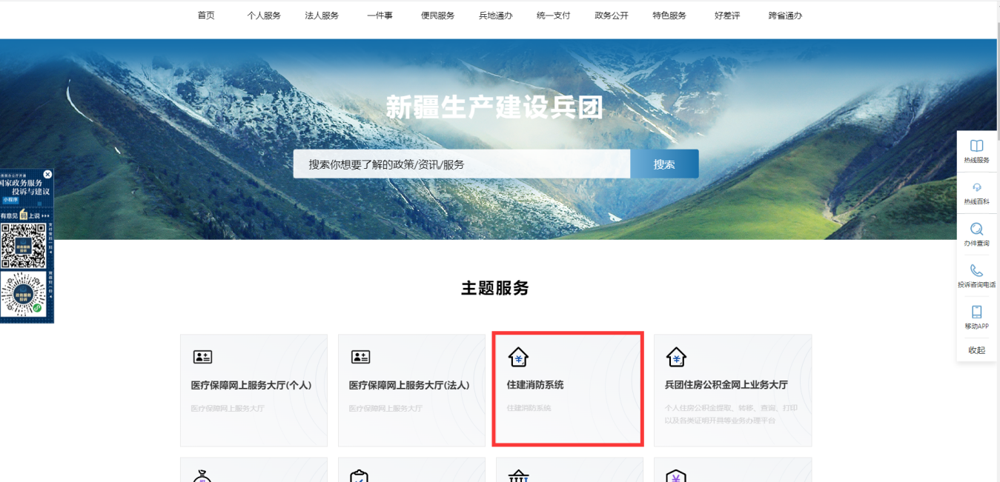 首页 个人服务 法人服务 一件事 便民服务 兵地通办 统一支付 政务公开 特色服务 好差评 跨省通办
新疆生产建设兵团
搜索你想要了解的政策/资讯/服务 搜索
国家政务服务
投诉与建议
小程序
有意见 码上说
热线服务
热线百科
办件查询
投诉咨询电话
移动APP
收起
主题服务
医疗保障网上服务大厅(个人)
医疗保障网上服务大厅
医疗保障网上服务大厅(法人)
医疗保障网上服务大厅
住建消防系统
住建消防系统
兵团住房公积金网上业务大厅
个人住房公积金提取、转移、查询、打印
以及各类证明开具等业务办理平台